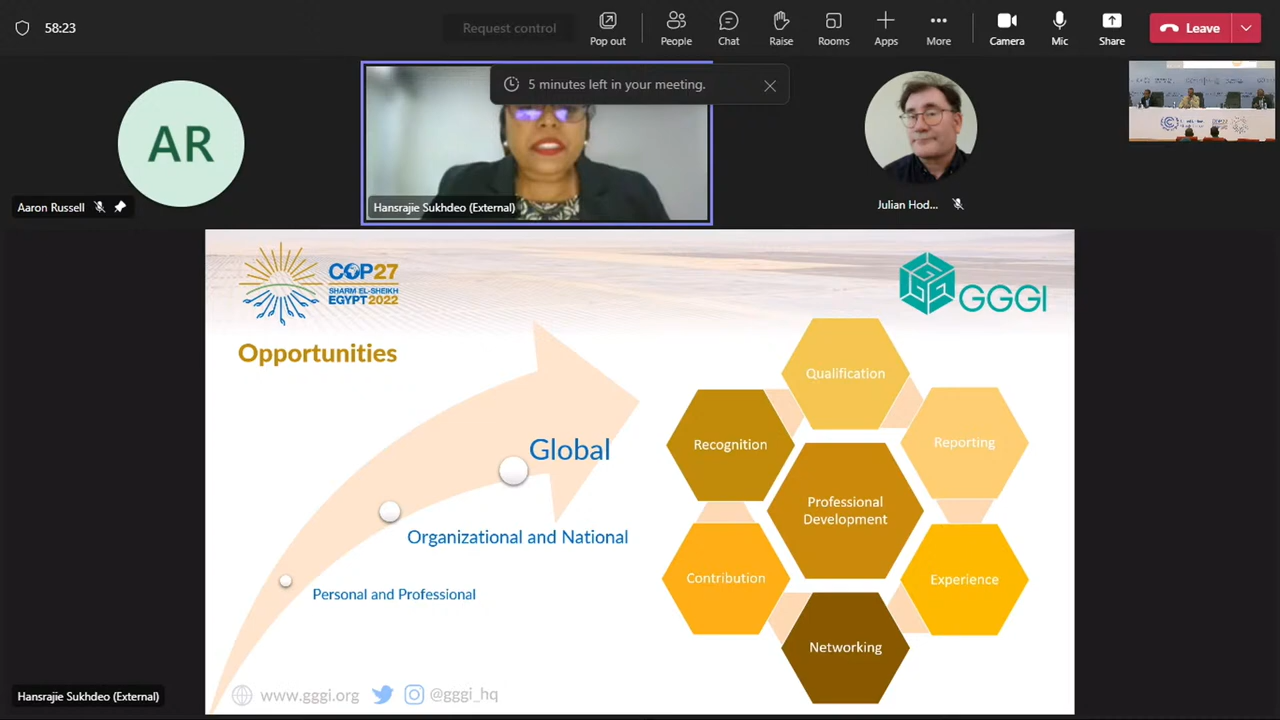 58:23
Request control
Pop out
People
Chat
Raise
Rooms
Apps
More
Camera
Mic
Share
Leave
5 minutes left in your meeting.
AR
Aaron Russell
Hansrajie Sukhdeo (External)
Julian Hod...
COP27
SHARM EL-SHEIKH
EGYPT 2022
GGGI
Opportunities
Global
Organizational and National
Personal and Professional
Qualification
Recognition
Reporting
Professional
Development
Contribution
Experience
Networking
www.gggi.org
@gggi_hq
Hansrajie Sukhdeo (External)